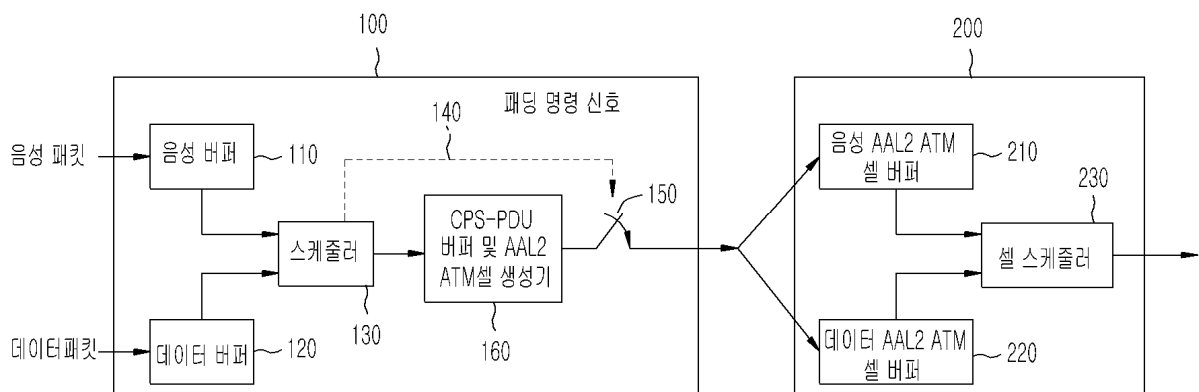 100
200
패딩 명령 신호
140
음성 패킷
음성 버퍼
110
음성 AAL2 ATM
셀 버퍼
210
150
230
스케줄러
130
CPS-PDU
버퍼 및 AAL2
ATM셀 생성기
160
셀 스케줄러
데이터패킷
데이터 버퍼
120
데이터 AAL2 ATM
셀 버퍼
220